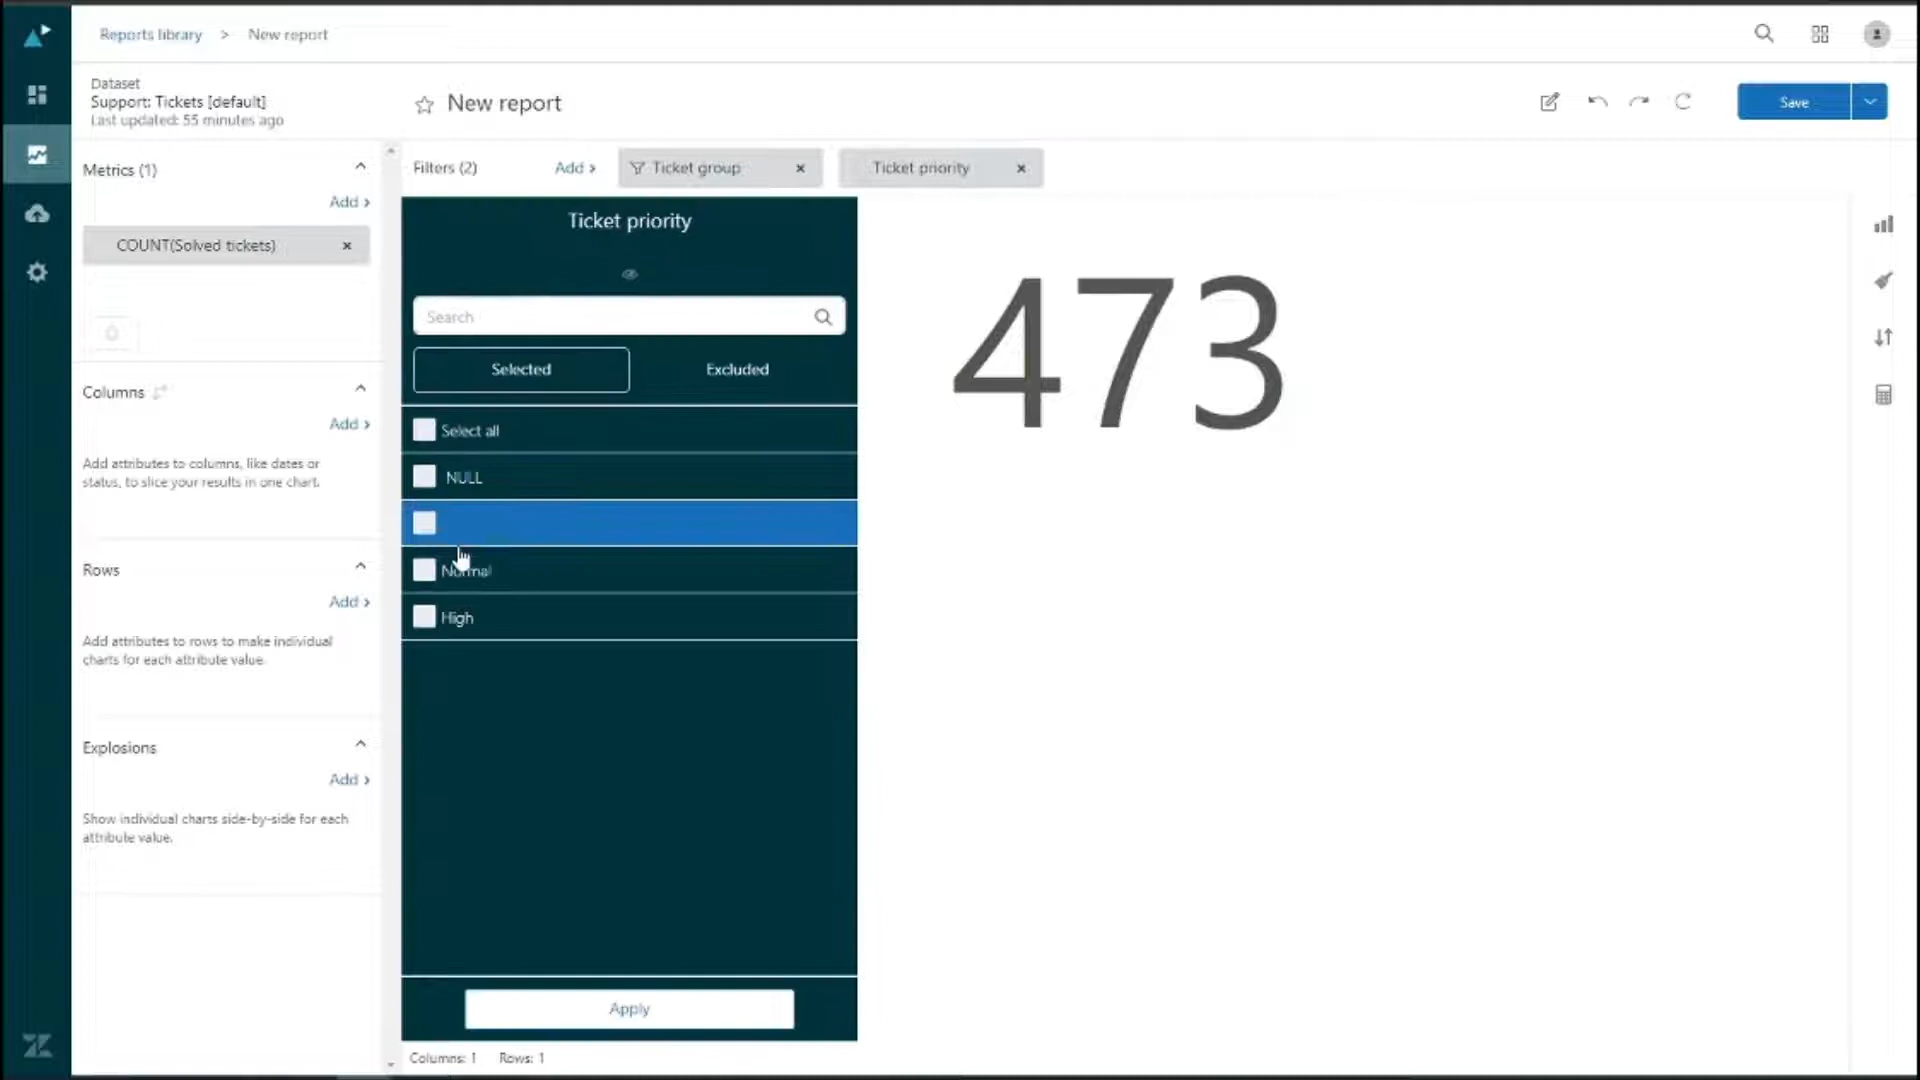 Reports library > New report
Dataset
Support: Tickets [default]
Last updated: 55 minutes ago
New report
Save
Metrics (1)
Add >
COUNT(Solved tickets) ×
Columns
Add >
Add attributes to columns, like dates or
status, to slice your results in one chart.
Rows
Add >
Add attributes to rows to make individual
charts for each attribute value.
Explosions
Add >
Show individual charts side-by-side for each
attribute value.
Filters (2)
Add >
Ticket group ×
Ticket priority ×
Ticket priority
Search
Selected
Excluded
Select all
NULL
Normal
High
Apply
Columns: 1 Rows: 1
473